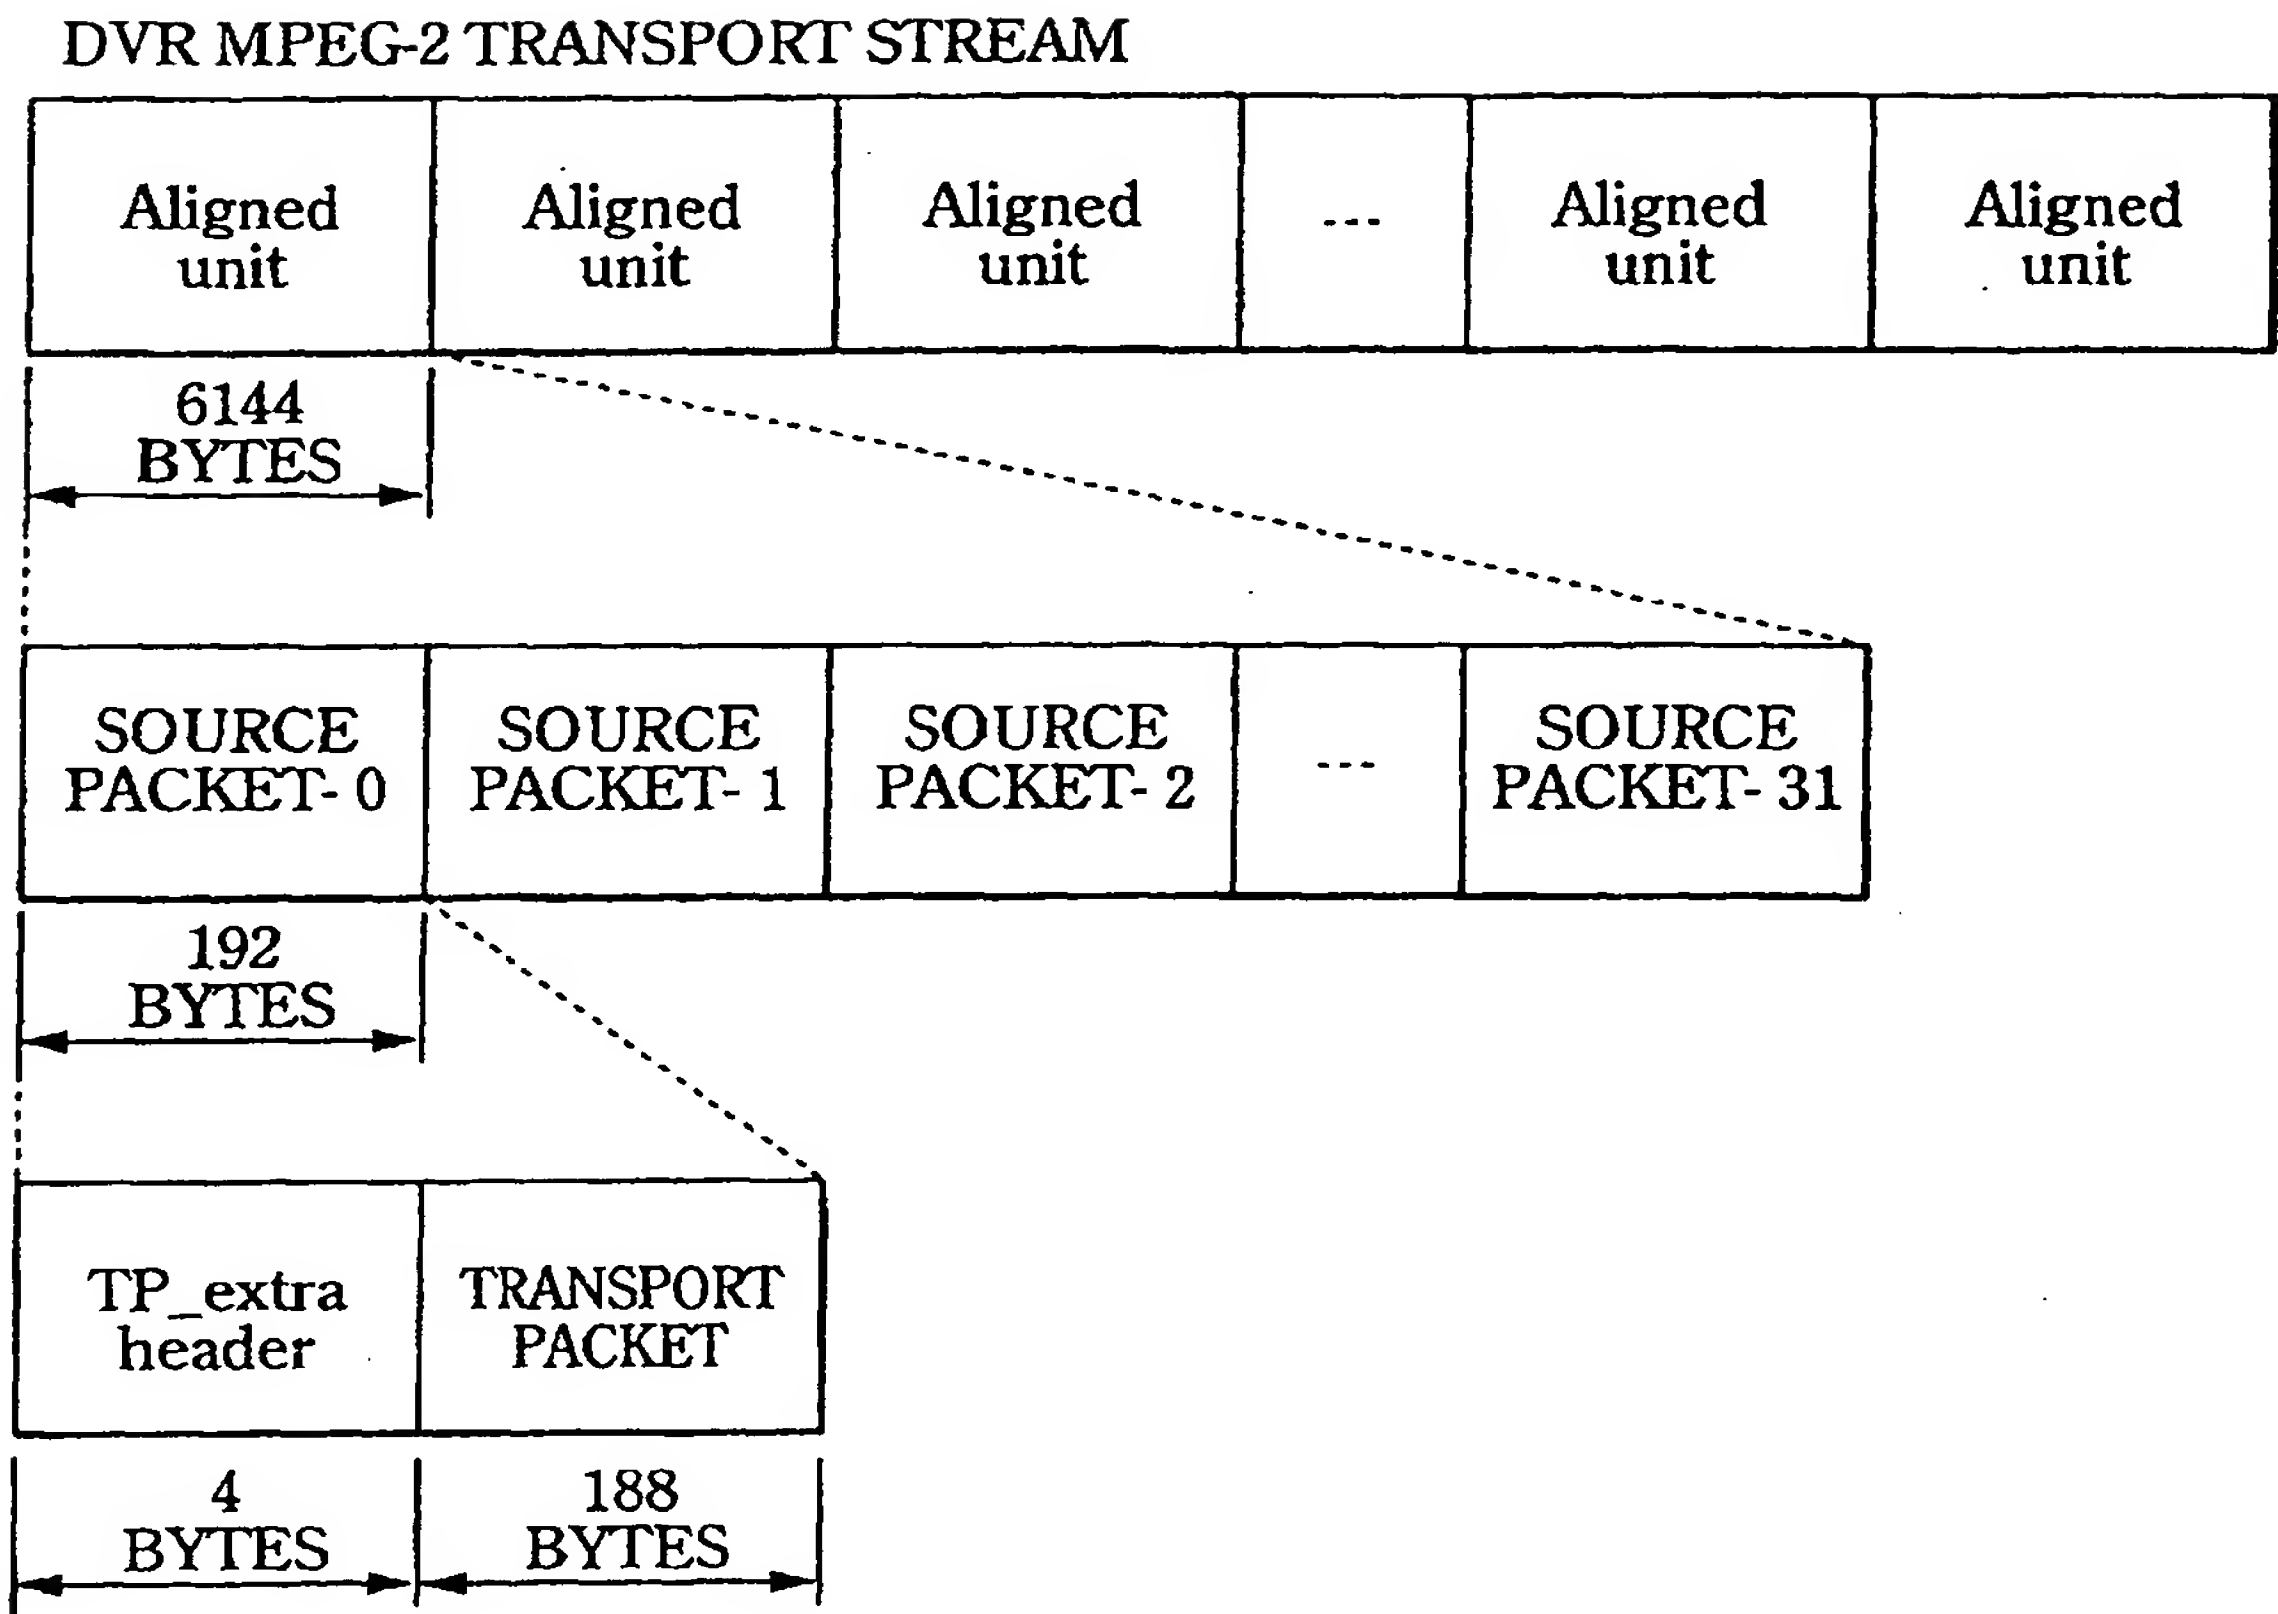 DVR MPEG-2 TRANSPORT STREAM
Aligned
unit
Aligned
unit
Aligned
unit
---
Aligned
unit
Aligned
unit
6144
BYTES
SOURCE
PACKET- 0
SOURCE
PACKET- 1
SOURCE
PACKET- 2
---
SOURCE
PACKET- 31
192
BYTES
TP_extra
header
TRANSPORT
PACKET
4
BYTES
188
BYTES